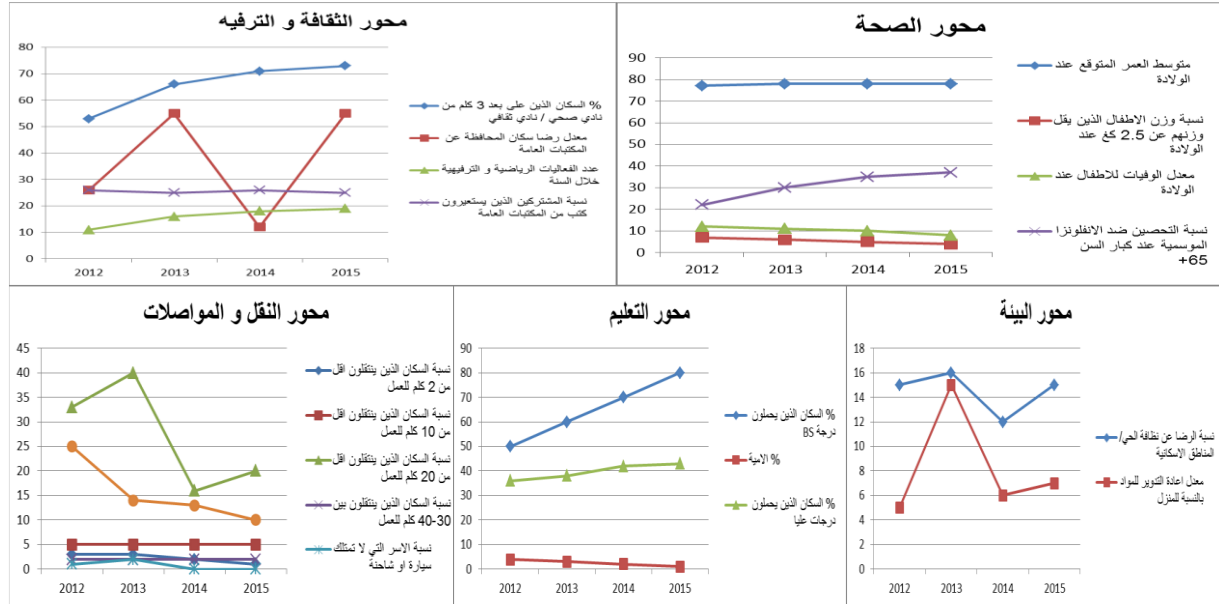 محور الثقافة و الترفيه
80
70
60
50
40
30
20
10
0
2012 2013 2014 2015
% السكان الذين على بعد 3 كلم من
نادي صحي / نادي ثقافي
معدل رضا سكان المحافظة عن
المكتبات العامة
عدد الفعاليات الرياضية و الترفيهية
خلال السنة
نسبة المشتركين الذين يستعيرون
كتب من المكتبات العامة
محور الصحة
90
80
70
60
50
40
30
20
10
0
2012 2013 2014 2015
متوسط العمر المتوقع عند
الولادة
نسبة وزن الاطفال الذين يقل
وزنهم عن 2.5 كغ عند
الولادة
معدل الوفيات للاطفال عند
الولادة
نسبة التحصين ضد الانفلونزا
الموسمية عند كبار السن
65+
محور النقل و المواصلات
45
40
35
30
25
20
15
10
5
0
2012 2013 2014 2015
نسبة السكان الذين ينتقلون اقل
من 2 كلم للعمل
نسبة السكان الذين ينتقلون اقل
من 10 كلم للعمل
نسبة السكان الذين ينتقلون اقل
من 20 كلم للعمل
نسبة السكان الذين ينتقلون بين
30-40 كلم للعمل
نسبة الاسر التي لا تمتلك
سيارة او شاحنة
محور التعليم
90
80
70
60
50
40
30
20
10
0
2012 2013 2014 2015
% السكان الذين يحملون
درجة BS
% الامية
% السكان الذين يحملون
درجات عليا
محور البيئة
18
16
14
12
10
8
6
4
2
0
2012 2013 2014 2015
نسبة الرضا عن نظافة الحي/
المناطق الاسكانية
معدل اعادة التدوير للمواد
بالنسبة للمنزل